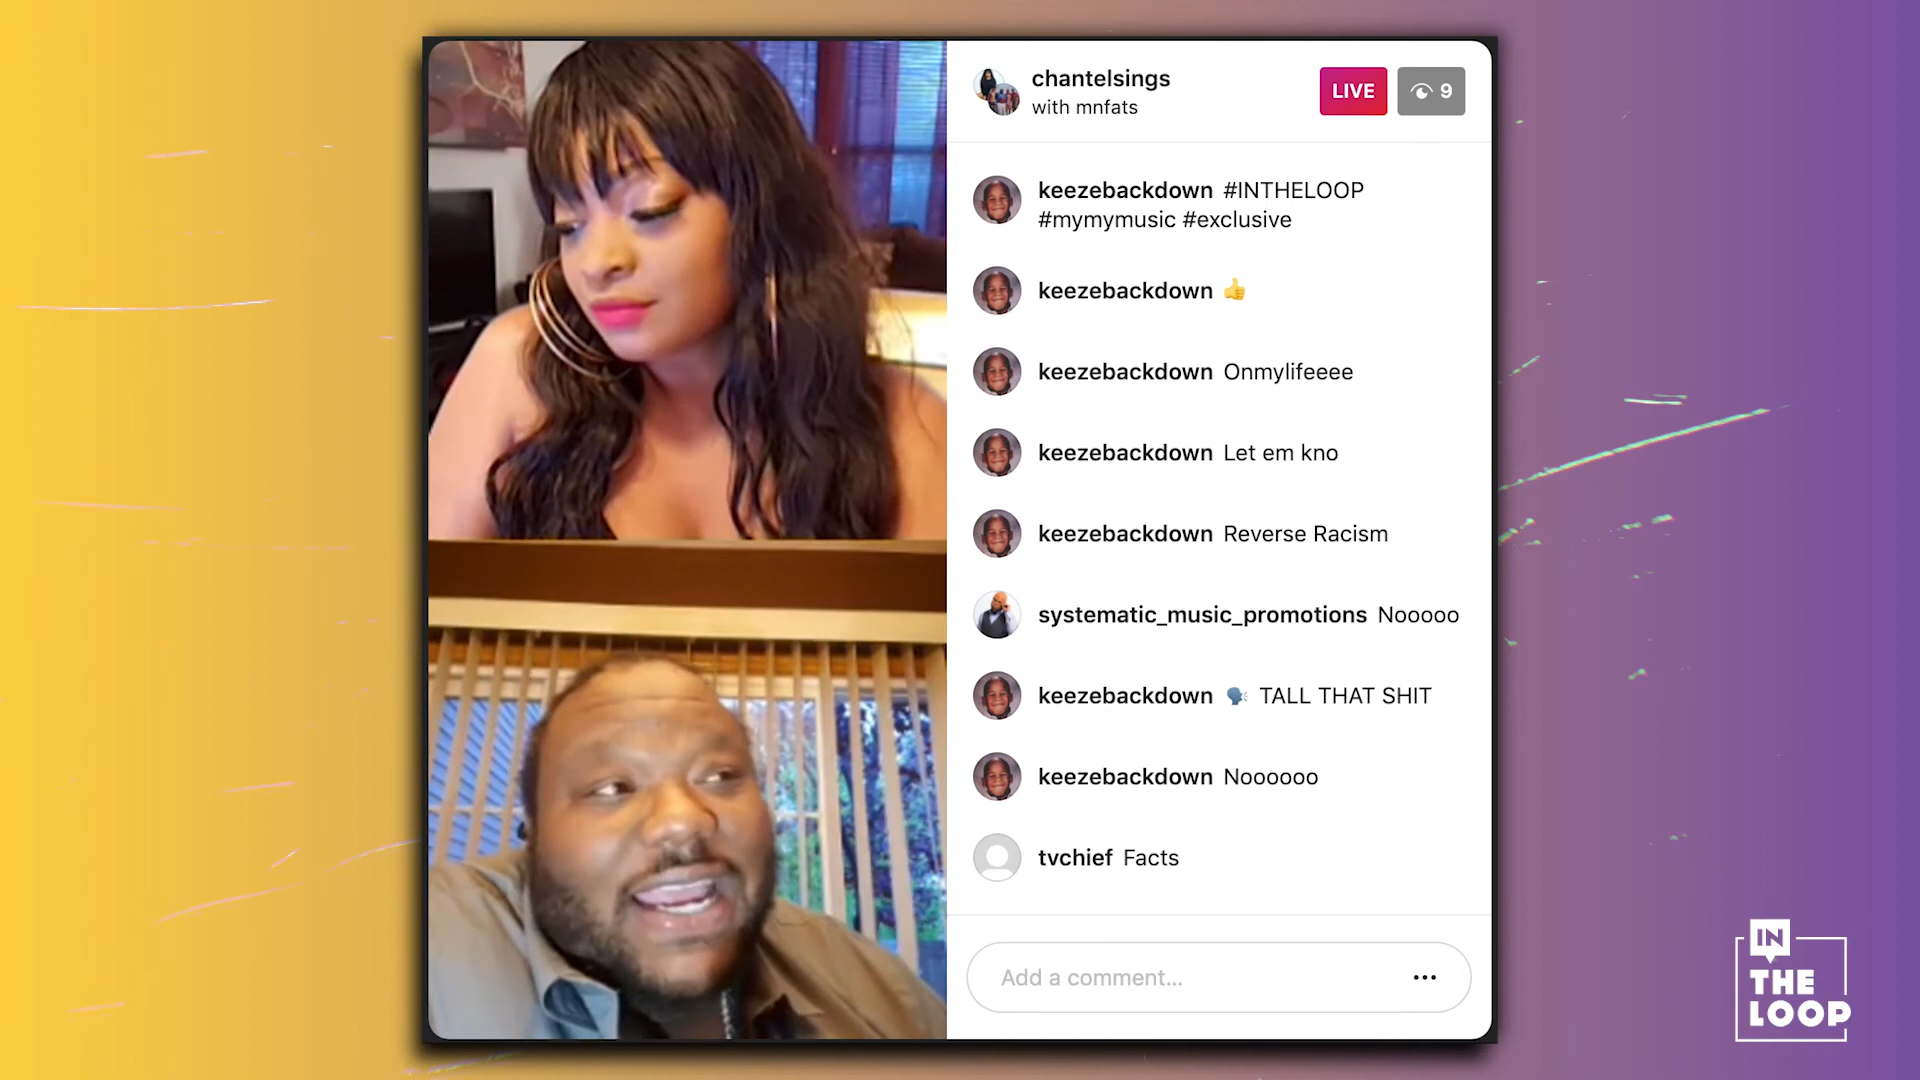 chantelsings
with mnfats
LIVE
9
keezebackdown #INTHELOOP
#mymymusic #exclusive
keezebackdown 👍
keezebackdown Onmylifeeee
keezebackdown Let em kno
keezebackdown Reverse Racism
systematic_music_promotions Nooooo
keezebackdown 🗣 TALL THAT SHIT
keezebackdown Noooooo
tvchief Facts
Add a comment...
IN
THE
LOOP